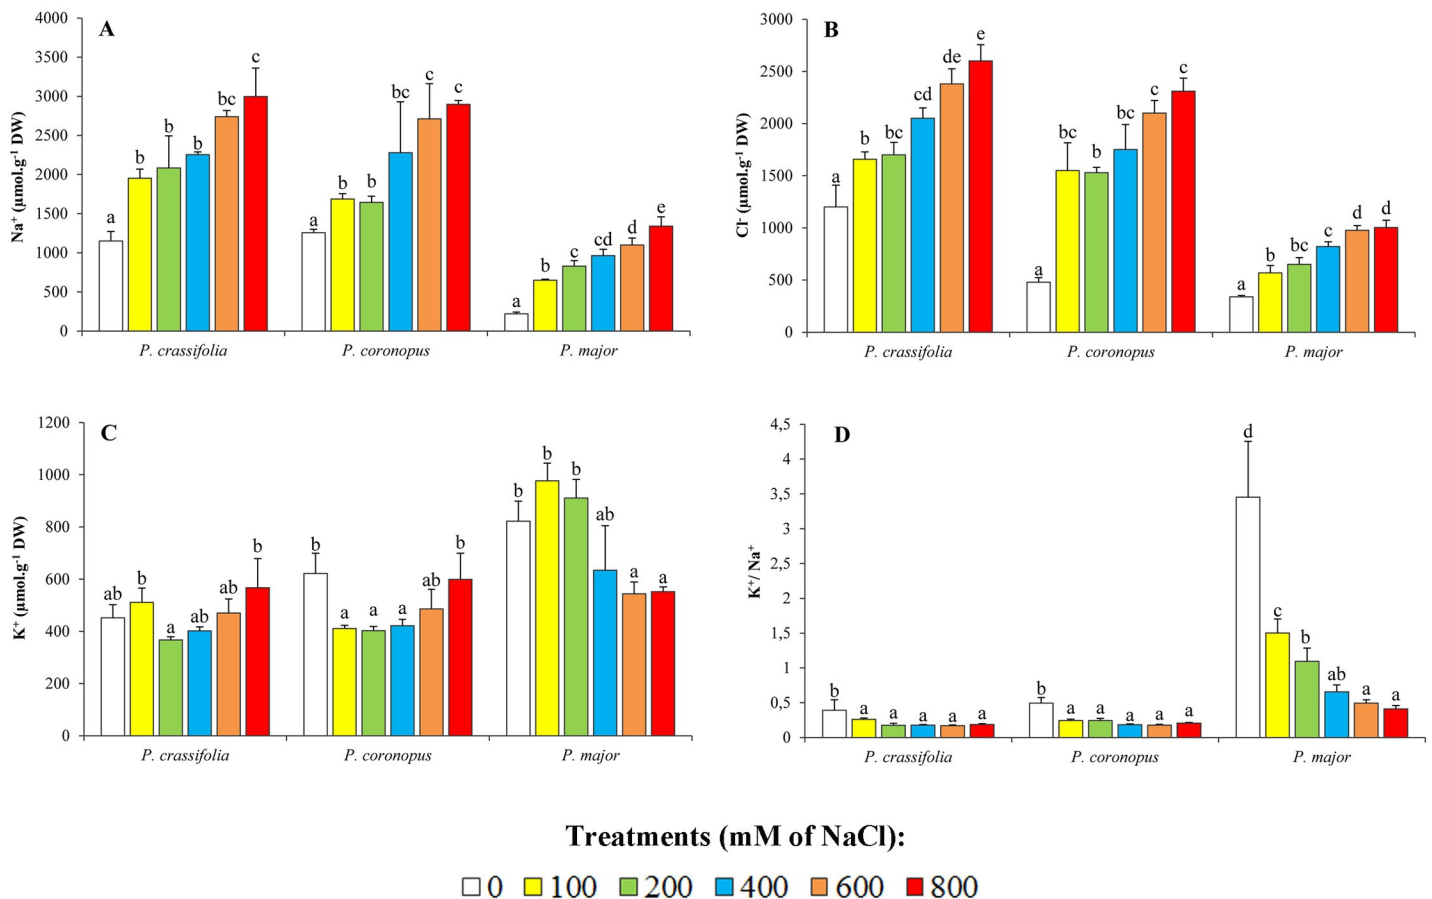 A
Na⁺ (µmol.g⁻¹ DW)
4000
3500
3000
2500
2000
1500
1000
500
0
a b b b bc c
a b b bc c c
a b c cd d e
P. crassifolia P. coronopus P. major
B
Cl⁻ (µmol.g⁻¹ DW)
3000
2500
2000
1500
1000
500
0
a b bc cd de e
a bc b bc c c
a b bc c d d
P. crassifolia P. coronopus P. major
C
K⁺ (µmol.g⁻¹ DW)
1200
1000
800
600
400
200
0
ab b a ab ab b
b a a a ab b
b b b ab a a
P. crassifolia P. coronopus P. major
D
K⁺/ Na⁺
4,5
4
3,5
3
2,5
2
1,5
1
0,5
0
b a a a a a
b a a a a a
d c b ab a a
P. crassifolia P. coronopus P. major
Treatments (mM of NaCl):
0 100 200 400 600 800